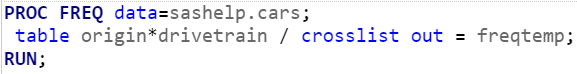 PROC FREQ data=sashelp.cars;
table origin*drivetrain / crosslist out = freqtemp;
RUN;